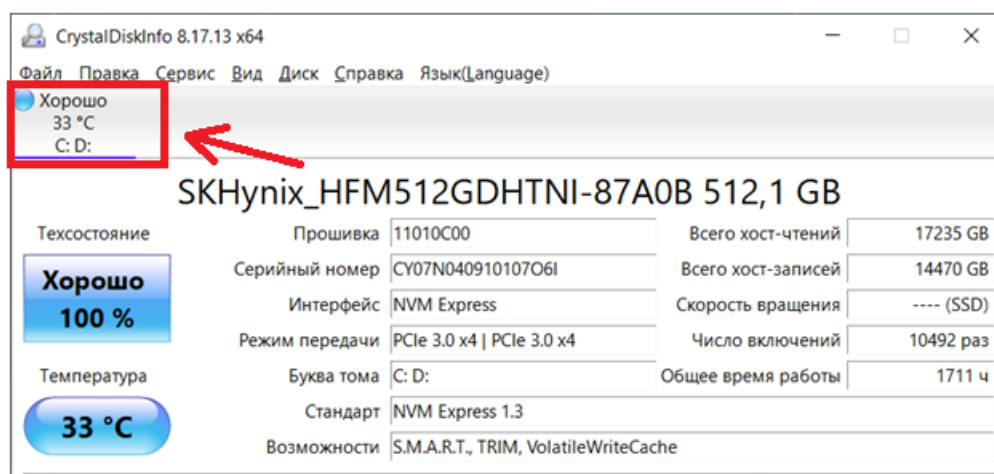 CrystalDiskInfo 8.17.13 x64
Файл Правка Сервис Вид Диск Справка Язык(Language)
Хорошо
33 °C
C: D:
SKHynix_HFM512GDHTNI-87A0B 512,1 GB
Техсостояние
Хорошо
100 %
Температура
33 °C
Прошивка 11010C00
Серийный номер CY07N040910107O6I
Интерфейс NVM Express
Режим передачи PCIe 3.0 x4 | PCIe 3.0 x4
Буква тома C: D:
Стандарт NVM Express 1.3
Возможности S.M.A.R.T., TRIM, VolatileWriteCache
Всего хост-чтений 17235 GB
Всего хост-записей 14470 GB
Скорость вращения ---- (SSD)
Число включений 10492 раз
Общее время работы 1711 ч